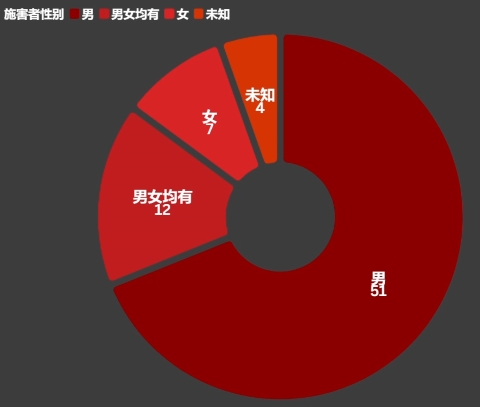 施害者性别 男 男女均有 女 未知
未知
4
女
7
男女均有
12
男
51